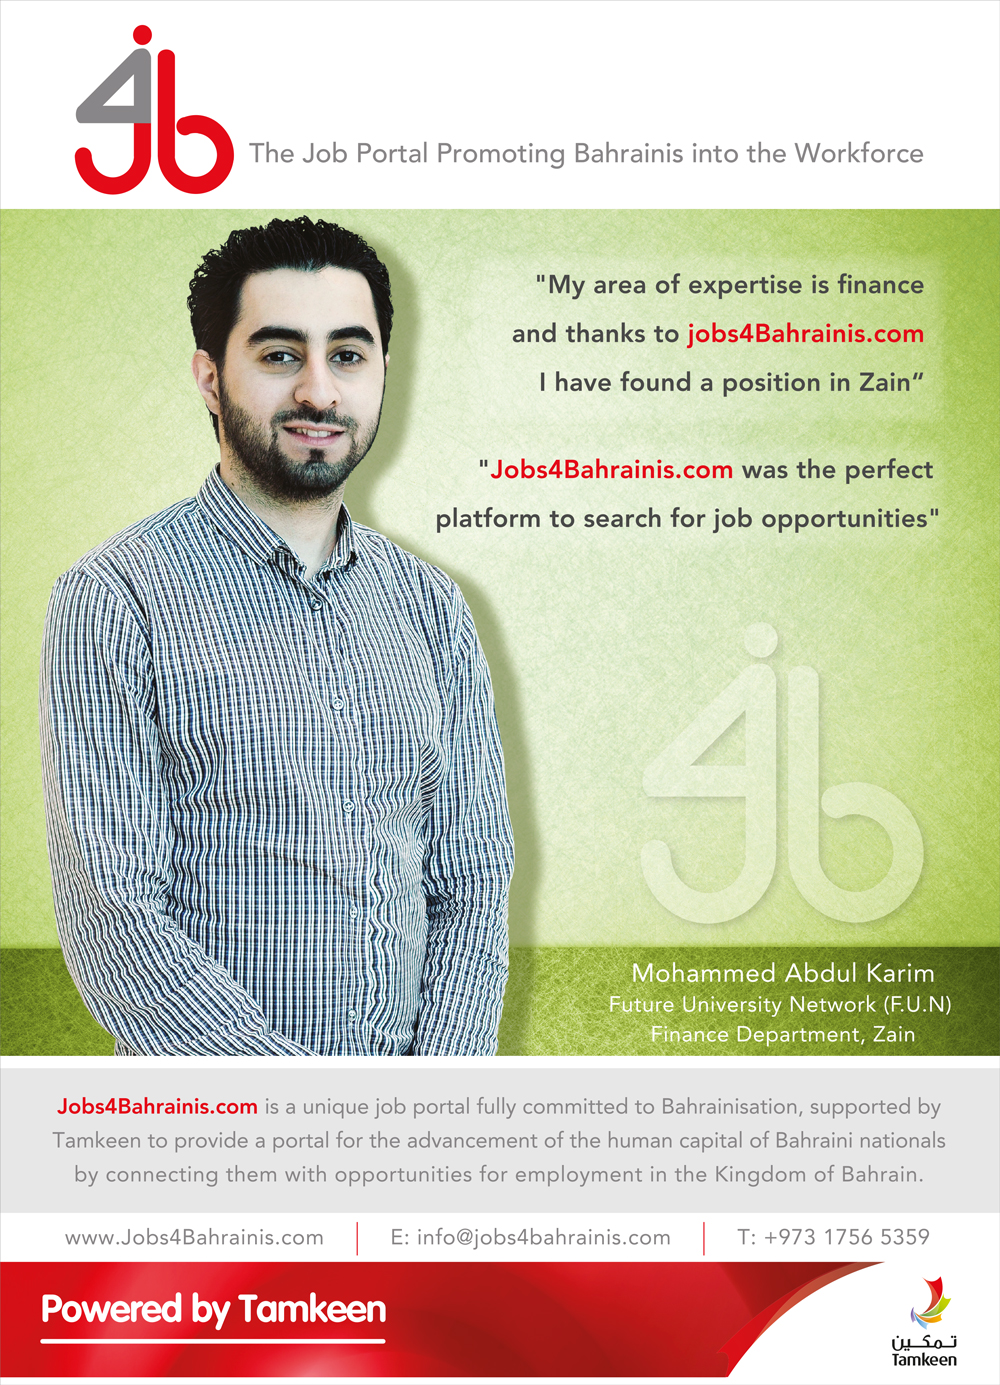 J4b
The Job Portal Promoting Bahrainis into the Workforce
"My area of expertise is finance
and thanks to jobs4Bahrainis.com
I have found a position in Zain“
"Jobs4Bahrainis.com was the perfect
platform to search for job opportunities"
J4b
Mohammed Abdul Karim
Future University Network (F.U.N)
Finance Department, Zain
Jobs4Bahrainis.com is a unique job portal fully committed to Bahrainisation, supported by
Tamkeen to provide a portal for the advancement of the human capital of Bahraini nationals
by connecting them with opportunities for employment in the Kingdom of Bahrain.
www.Jobs4Bahrainis.com | E: info@jobs4bahrainis.com | T: +973 1756 5359
Powered by Tamkeen
تمكين
Tamkeen